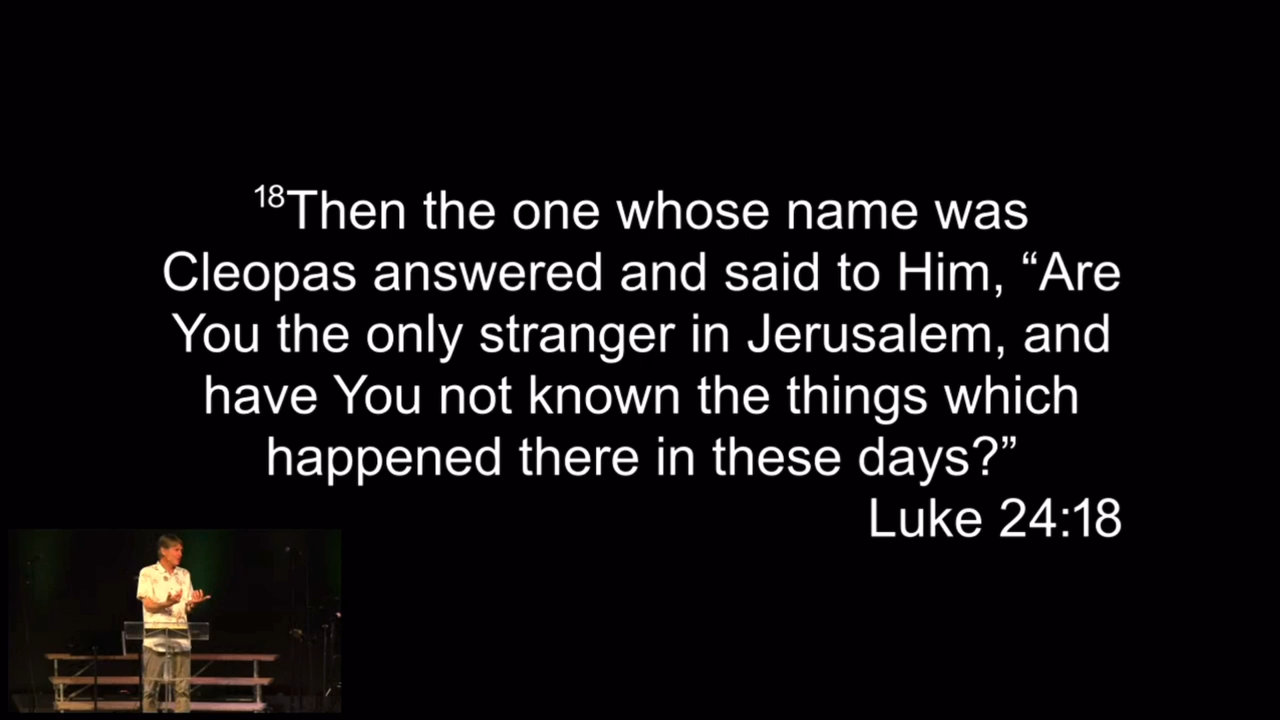 18Then the one whose name was
Cleopas answered and said to Him, “Are
You the only stranger in Jerusalem, and
have You not known the things which
happened there in these days?”
Luke 24:18